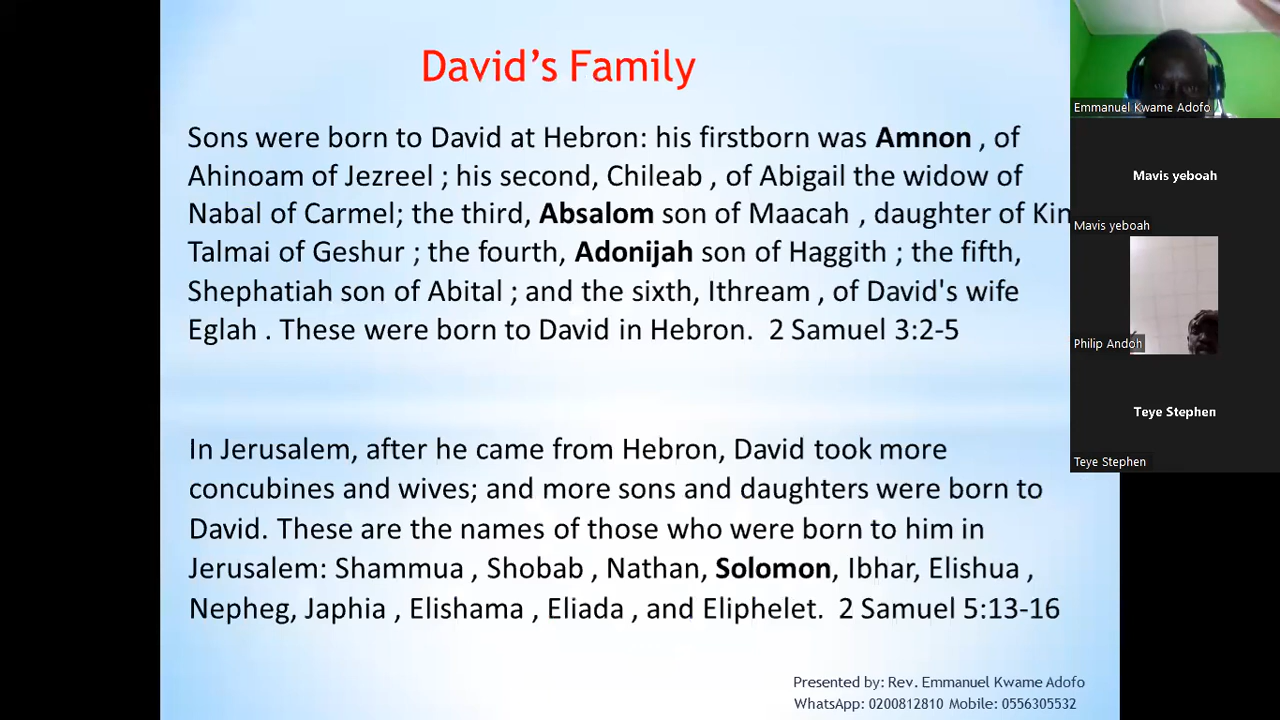 David's Family
Sons were born to David at Hebron: his firstborn was Amnon , of
Ahinoam of Jezreel ; his second, Chileab , of Abigail the widow of
Nabal of Carmel; the third, Absalom son of Maacah , daughter of Kin
Talmai of Geshur ; the fourth, Adonijah son of Haggith ; the fifth,
Shephatiah son of Abital ; and the sixth, Ithream , of David's wife
Eglah . These were born to David in Hebron.  2 Samuel 3:2-5
In Jerusalem, after he came from Hebron, David took more
concubines and wives; and more sons and daughters were born to
David. These are the names of those who were born to him in
Jerusalem: Shammua , Shobab , Nathan, Solomon, Ibhar, Elishua ,
Nepheg, Japhia , Elishama , Eliada , and Eliphelet.  2 Samuel 5:13-16
Presented by: Rev. Emmanuel Kwame Adofo
WhatsApp: 0200812810 Mobile: 0556305532
Emmanuel Kwame Adofo
Mavis yeboah
Mavis yeboah
Philip Andoh
Teye Stephen
Teye Stephen